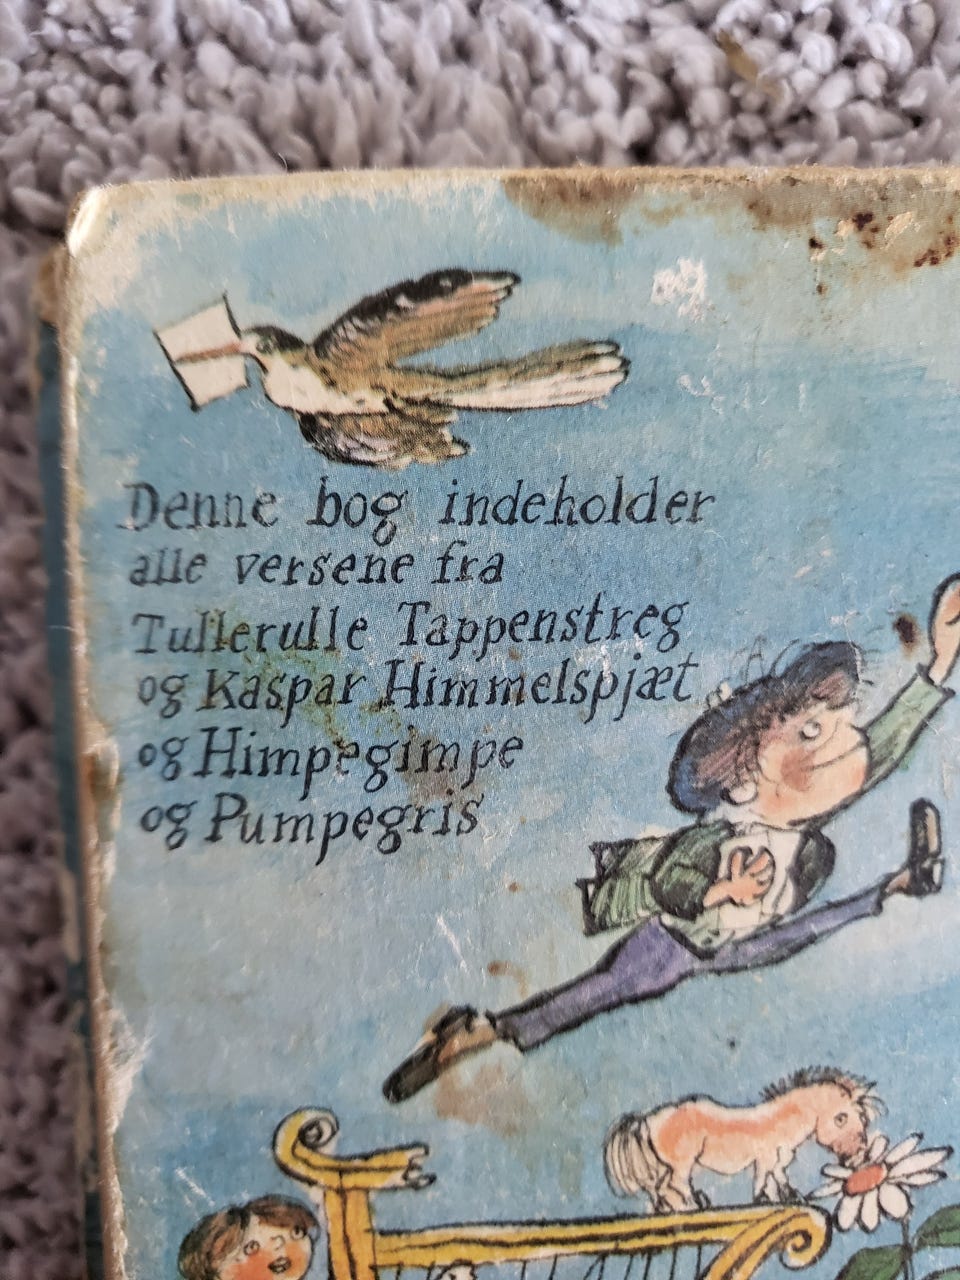 Denne bog indeholder
alle versene fra
Tullerulle Tappenstreg
og Kaspar Himmelspjæt
og Himpegimpe
og Pumpegris